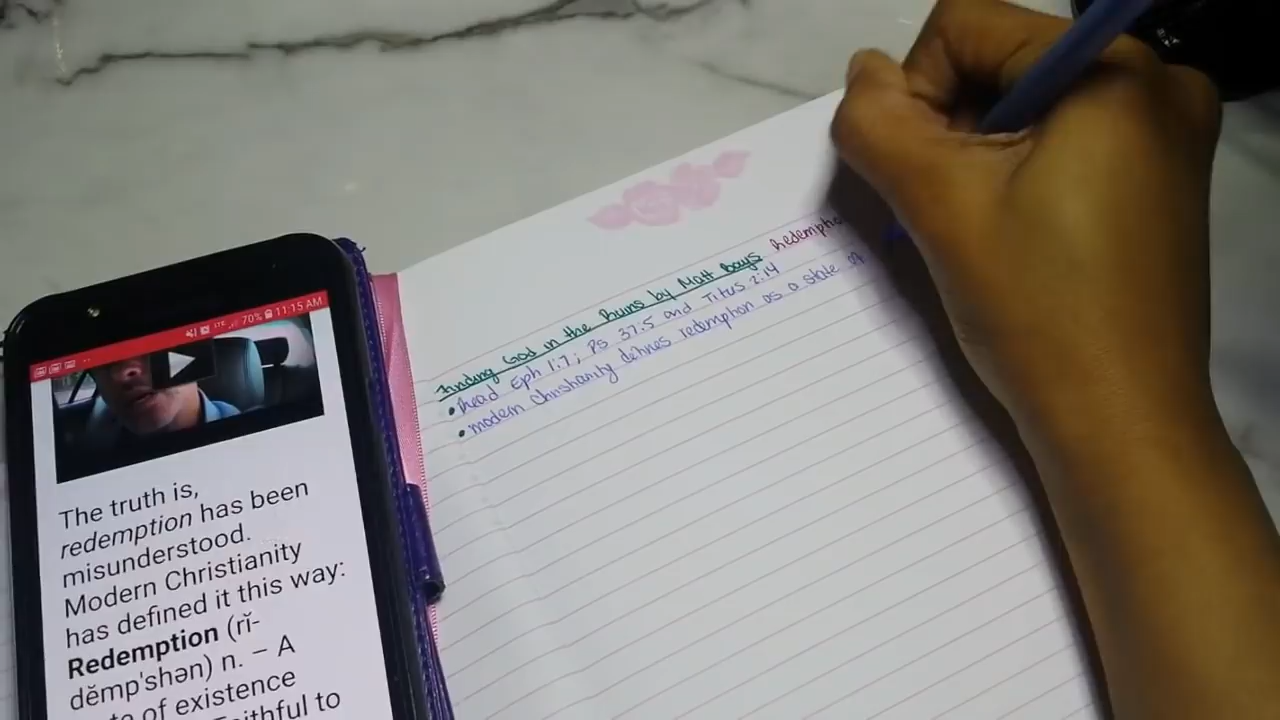 70% 11:15 AM
The truth is,
redemption has been
misunderstood.
Modern Christianity
has defined it this way:
Redemption (rĭ-
dĕmp'shən) n. – A
of existence
Faithful to
Finding God in the Ruins by Matt Bays Redemptio
• Read Eph 1:7; PS 37:5 and Titus 2:14
• modern Christianity defines redemption as a state of